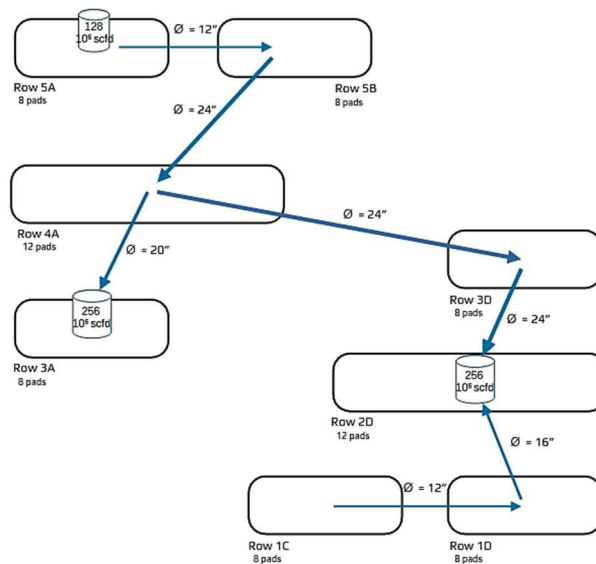 128
10⁶ scfd
Ø = 12"
Row 5A
8 pads
Row 5B
8 pads
Ø = 24"
Row 4A
12 pads
Ø = 24"
Ø = 20"
Row 3D
8 pads
256
10⁶ scfd
Ø = 24"
Row 3A
8 pads
256
10⁶ scfd
Row 2D
12 pads
Ø = 16"
Ø = 12"
Row 1C
8 pads
Row 1D
8 pads